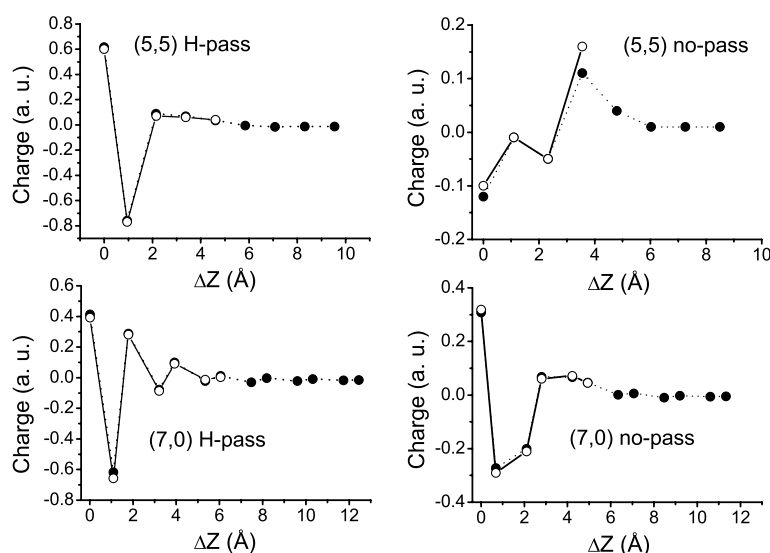 0.8
0.6
0.4
0.2
0.0
-0.2
-0.4
-0.6
-0.8
Charge (a. u.)
(5,5) H-pass
0 2 4 6 8 10
ΔZ (Å)
0.2
0.1
0.0
-0.1
-0.2
Charge (a. u.)
(5,5) no-pass
0 2 4 6 8 10
ΔZ (Å)
0.6
0.4
0.2
0.0
-0.2
-0.4
-0.6
-0.8
Charge (a. u.)
(7,0) H-pass
0 2 4 6 8 10 12
ΔZ (Å)
0.4
0.2
0.0
-0.2
-0.4
Charge (a. u.)
(7,0) no-pass
0 2 4 6 8 10 12
ΔZ (Å)